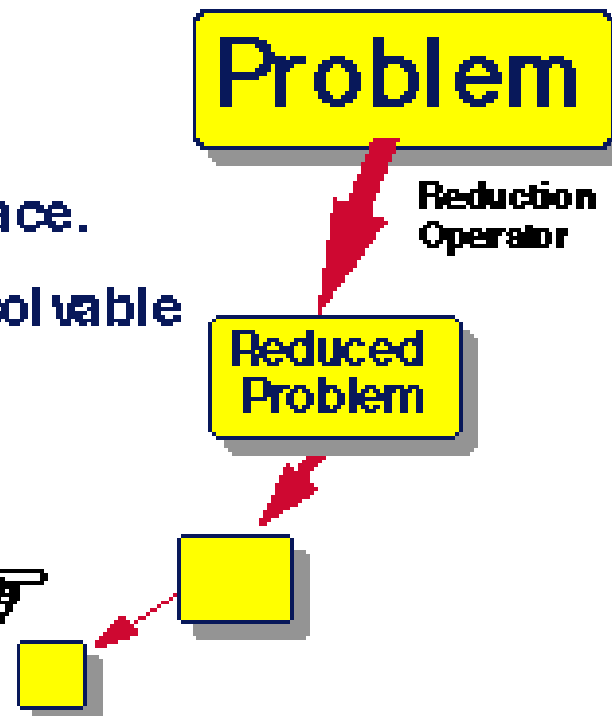 Problem
Reduction
Operator
ace.
olvable
Reduced
Problem